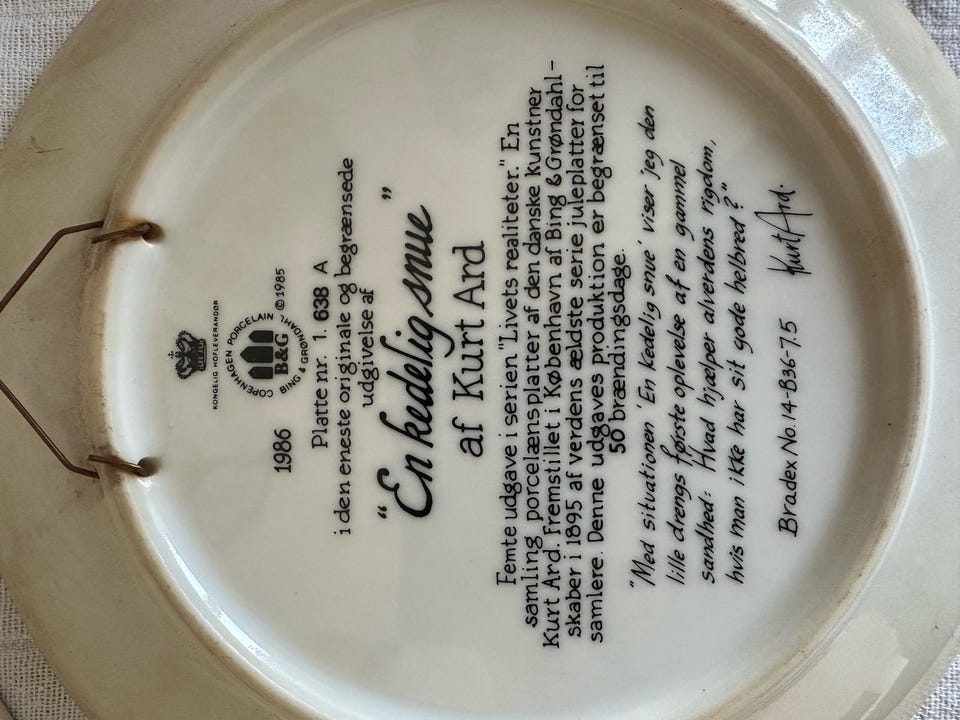 KONGELIG HOFLEVERANDØR
COPENHAGEN PORCELAIN
B&G
BING & GRØNDAHL
©1985
1986
Platte nr. 1. 638 A
i den eneste originale og begrænsede
udgivelse af
"En kedelig snue"
af Kurt Ard
Femte udgave i serien "Livets realiteter." En
samling porcelænsplatter af den danske kunstner
Kurt Ard. Fremstillet i København af Bing & Grøndahl-
skaber i 1895 af verdens ældste serie juleplatter for
samlere. Denne udgaves produktion er begrænset til
50 brændingsdage.
"Med situationen 'En kedelig snue' viser jeg den
lille drengs første oplevelse af en gammel
sandhed: Hvad hjælper alverdens rigdom,
hvis man ikke har sit gode helbred?"
Bradex No. 14-B36-7.5 Kurt Ard.